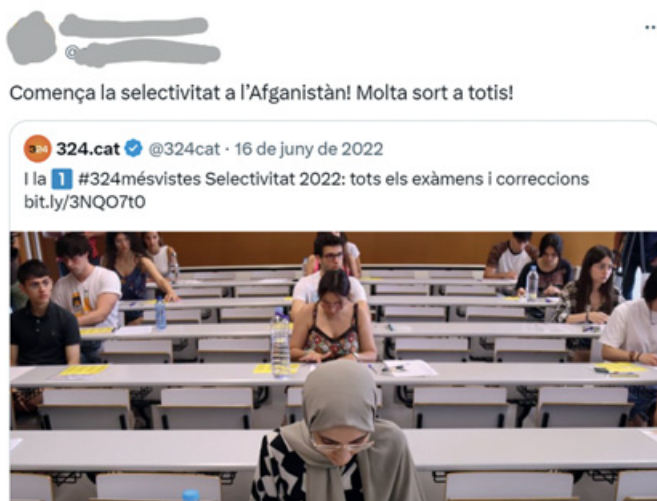 @
Comença la selectivitat a l'Afganistàn! Molta sort a totis!
324.cat @324cat · 16 de juny de 2022
I la 1 #324mésvistes Selectivitat 2022: tots els exàmens i correccions
bit.ly/3NQO7t0